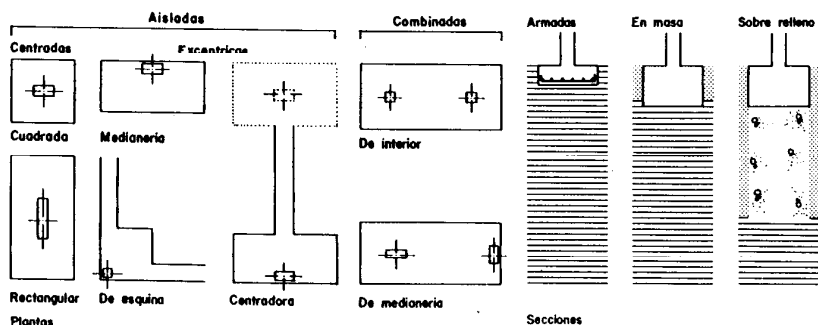 Aisladas
Combinadas
Armadas
En masa
Sobre relleno
Centradas
Excentricas
Cuadrada
Medianeria
De interior
Rectangular
De esquina
Centradora
De medianeria
Plantas
Secciones